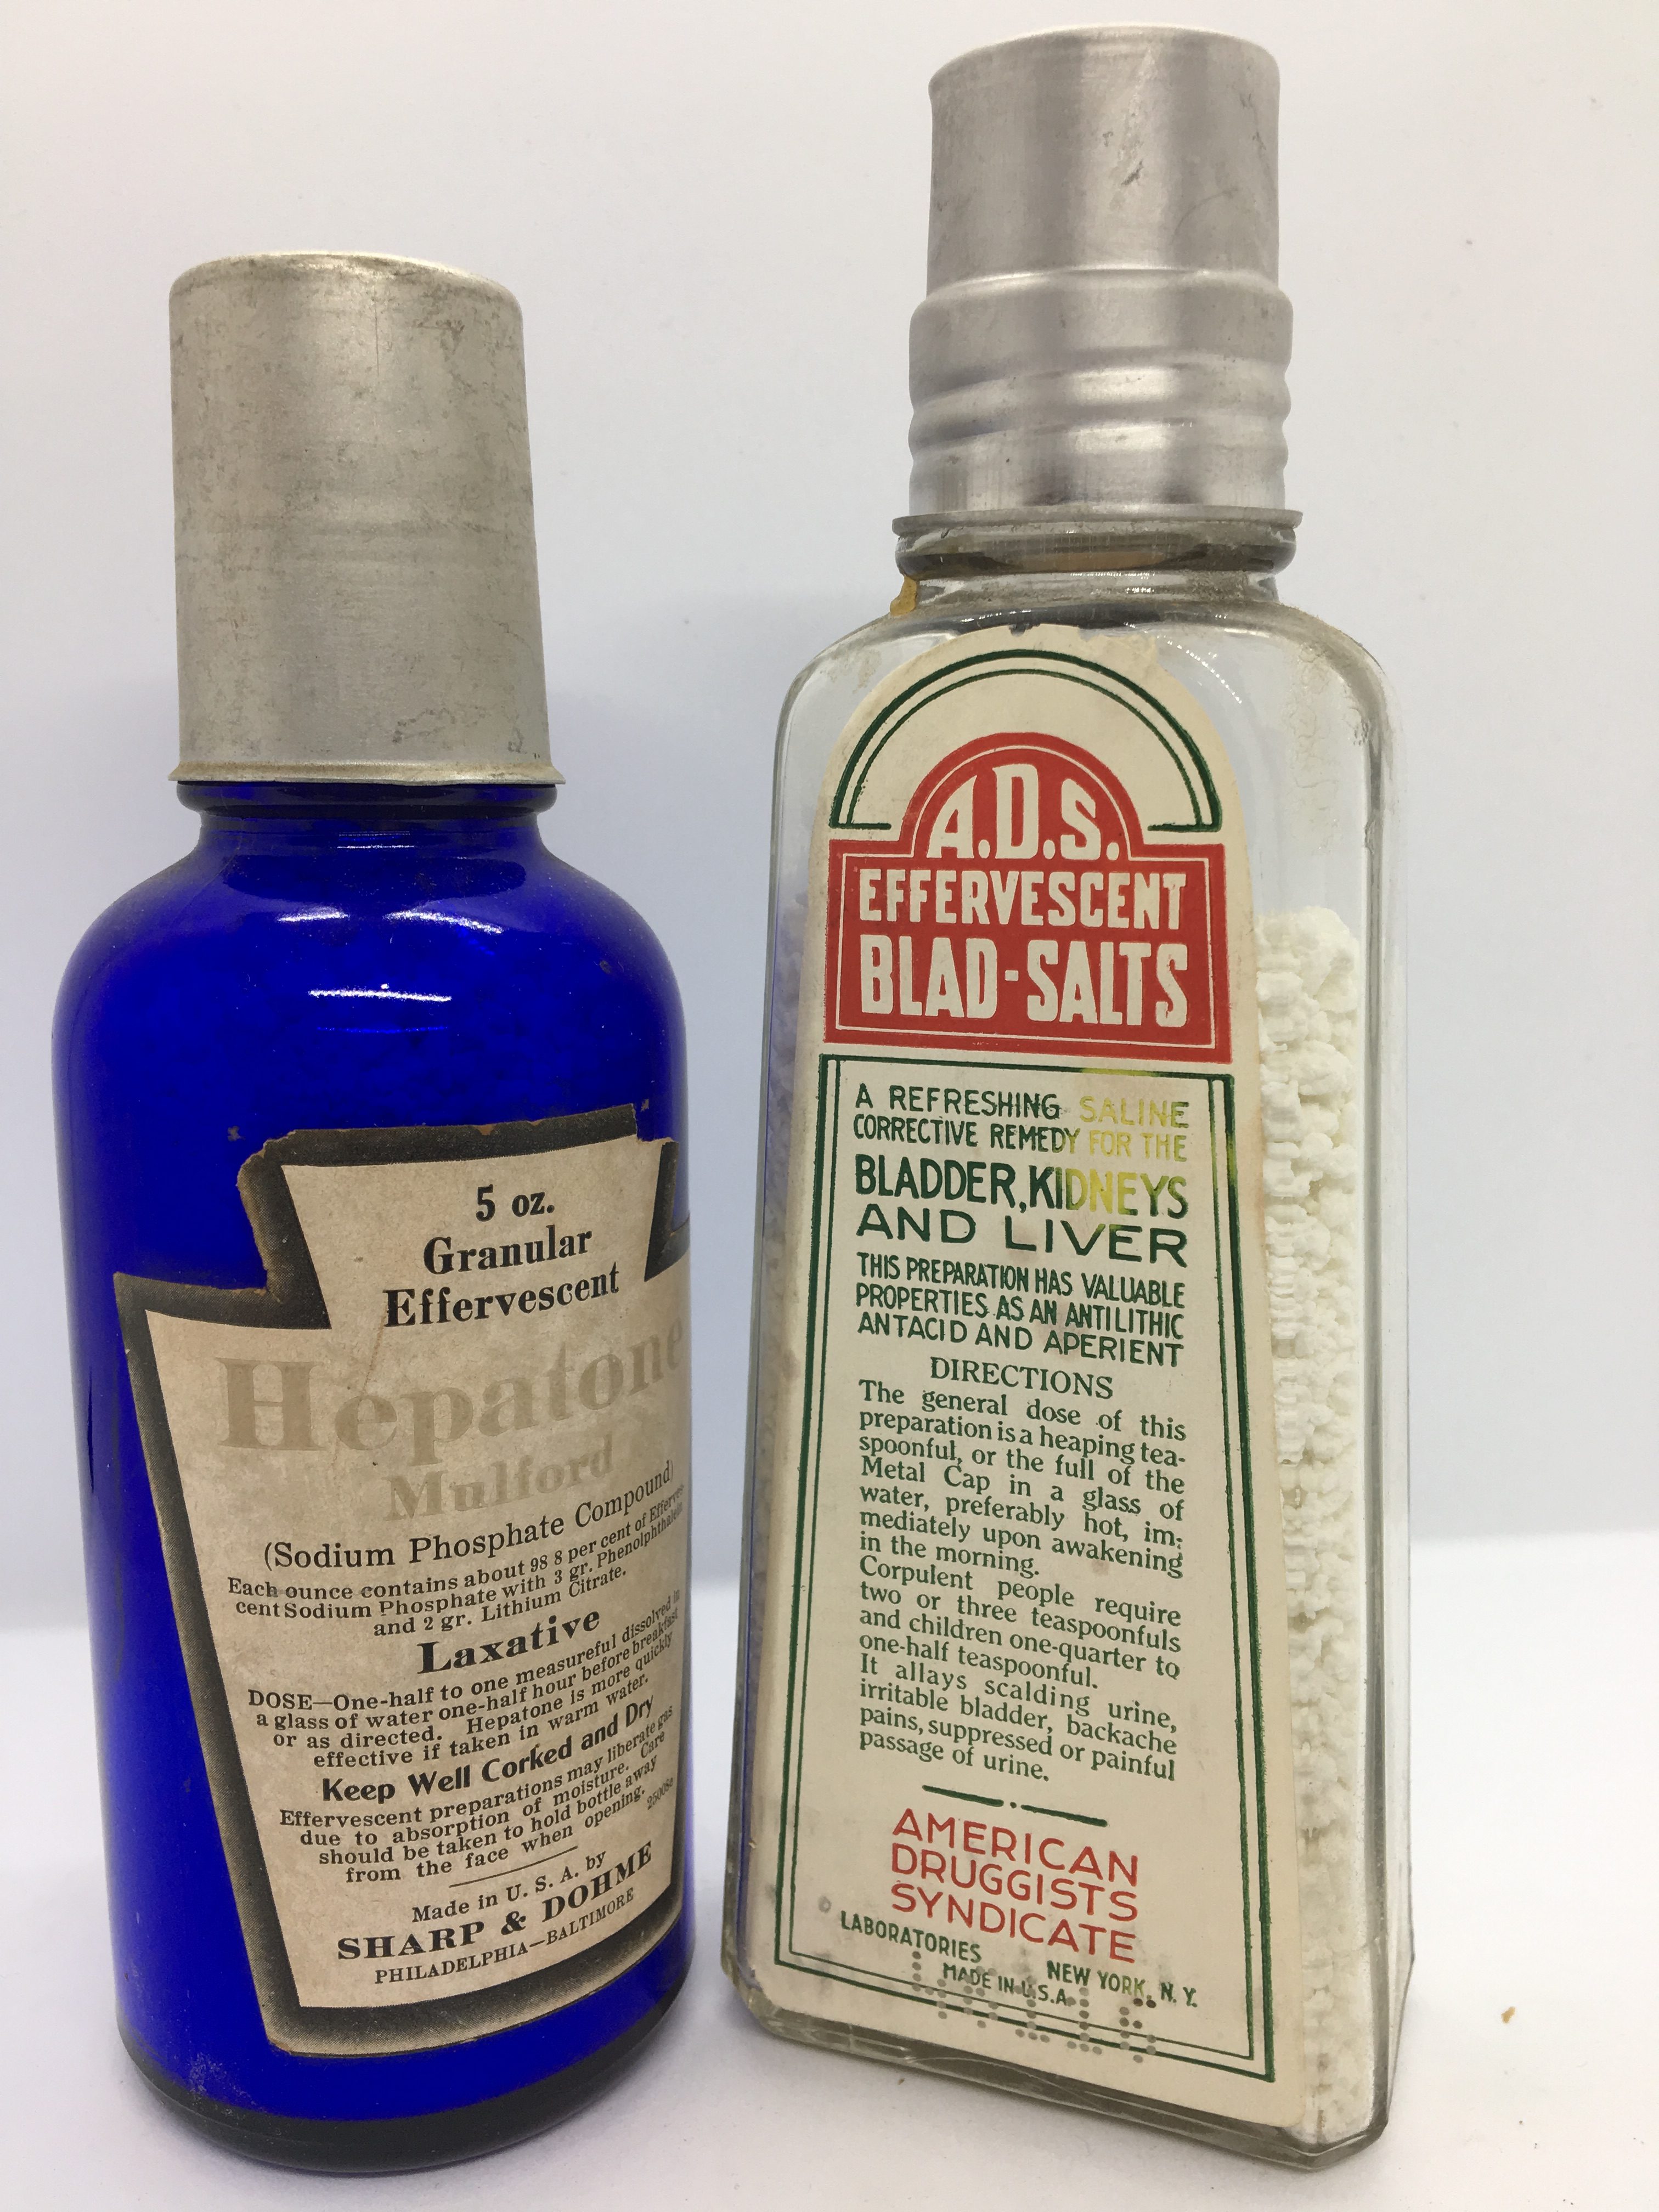 5 oz.
Granular
Effervescent
Hepatone
Mulford
(Sodium Phosphate Compound)
Each ounce contains about 98 8 per cent of Efferves
cent Sodium Phosphate with 3 gr. Phenolphthalein
and 2 gr. Lithium Citrate.
Laxative
DOSE—One-half to one measureful dissolved in
a glass of water one-half hour before breakfast
or as directed. Hepatone is more quickly
effective if taken in warm water.
Keep Well Corked and Dry
Effervescent preparations may liberate gas
due to absorption of moisture. Care
should be taken to hold bottle away
from the face when opening.
Made in U. S. A. by
SHARP & DOHME
PHILADELPHIA—BALTIMORE
A.D.S.
EFFERVESCENT
BLAD-SALTS
A REFRESHING SALINE
CORRECTIVE REMEDY FOR THE
BLADDER, KIDNEYS
AND LIVER
THIS PREPARATION HAS VALUABLE
PROPERTIES AS AN ANTILITHIC
ANTACID AND APERIENT
DIRECTIONS
The general dose of this
preparation is a heaping tea-
spoonful, or the full of the
Metal Cap in a glass of
water, preferably hot, im-
mediately upon awakening
in the morning.
Corpulent people require
two or three teaspoonfuls
and children one-quarter to
one-half teaspoonful.
It allays scalding urine,
irritable bladder, backache
pains, suppressed or painful
passage of urine.
AMERICAN
DRUGGISTS
SYNDICATE
LABORATORIES
NEW YORK, N. Y.
MADE IN U.S.A.